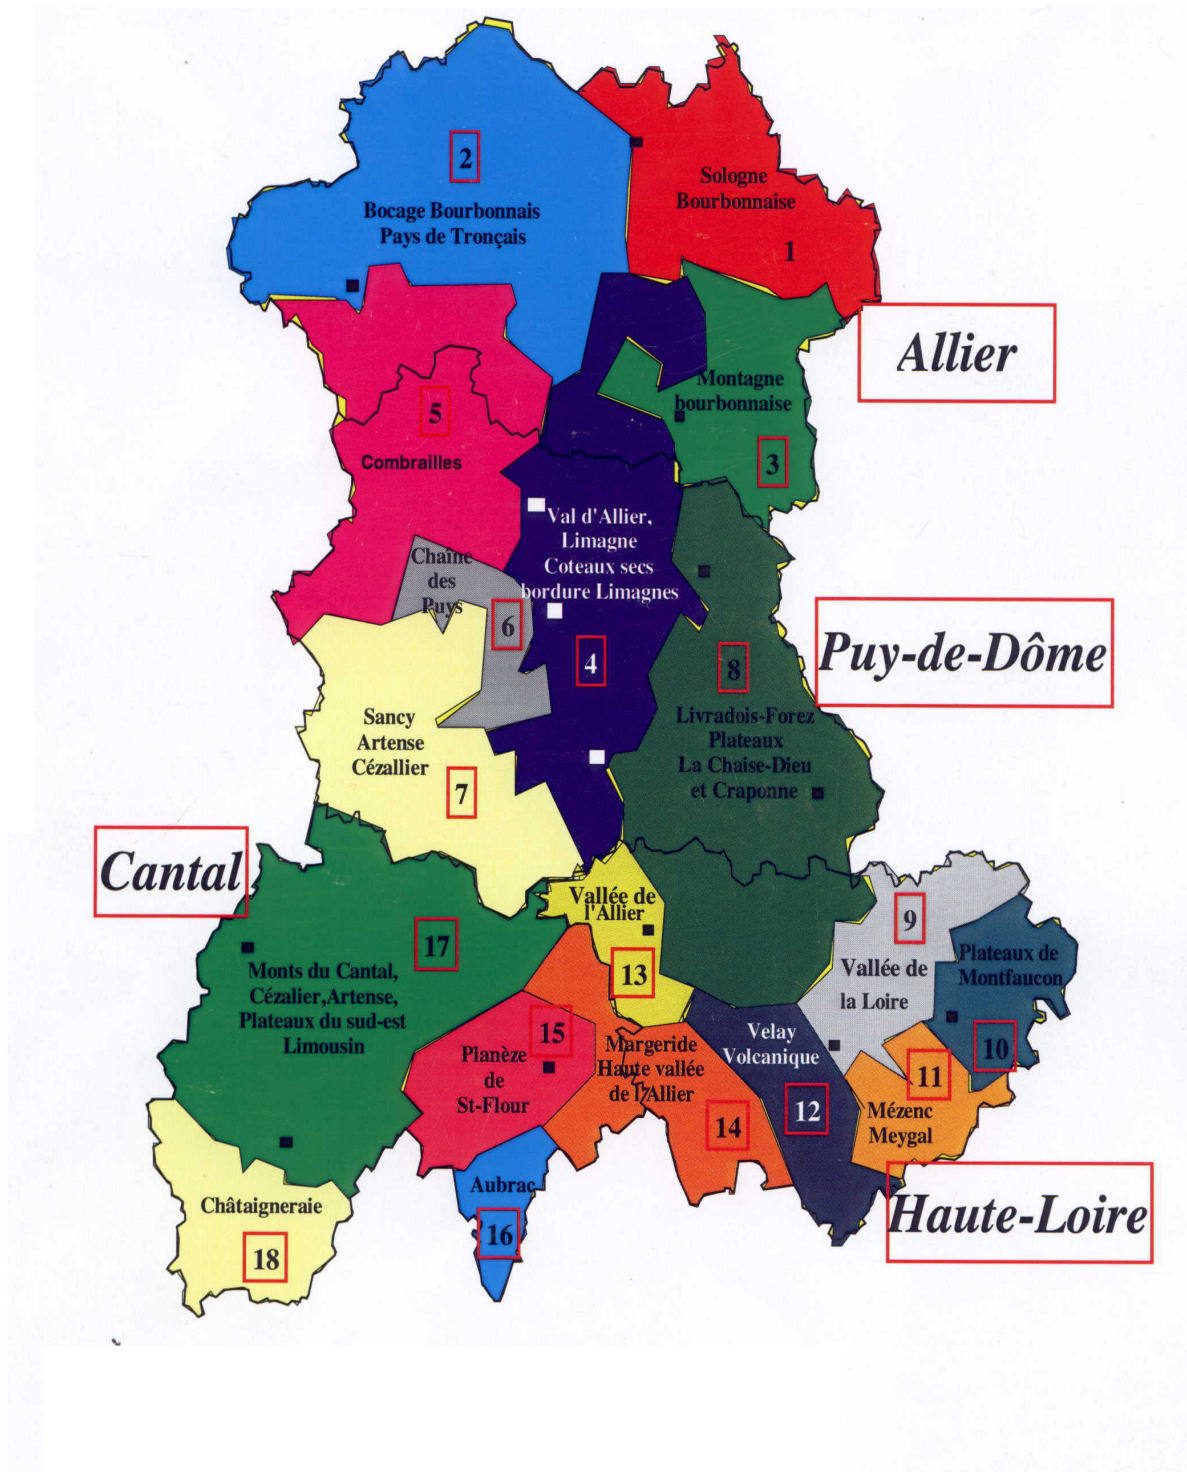 2
Bocage Bourbonnais
Pays de Tronçais
Sologne
Bourbonnaise
1
Allier
Montagne
bourbonnaise
3
5
Combrailles
Val d'Allier,
Limagne
Coteaux secs
bordure Limagnes
4
Chaîne
des
Puys
6
Puy-de-Dôme
8
Livradois-Forez
Plateaux
La Chaise-Dieu
et Craponne
Sancy
Artense
Cézallier
7
Cantal
Vallée de
l'Allier
13
9
Vallée de
la Loire
Plateaux de
Montfaucon
10
17
Monts du Cantal,
Cézalier,Artense,
Plateaux du sud-est
Limousin
15
Planèze
de
St-Flour
Margeride
Haute vallée
de l'Allier
14
Velay
Volcanique
12
11
Mézenc
Meygal
Haute-Loire
Aubrac
16
Châtaigneraie
18